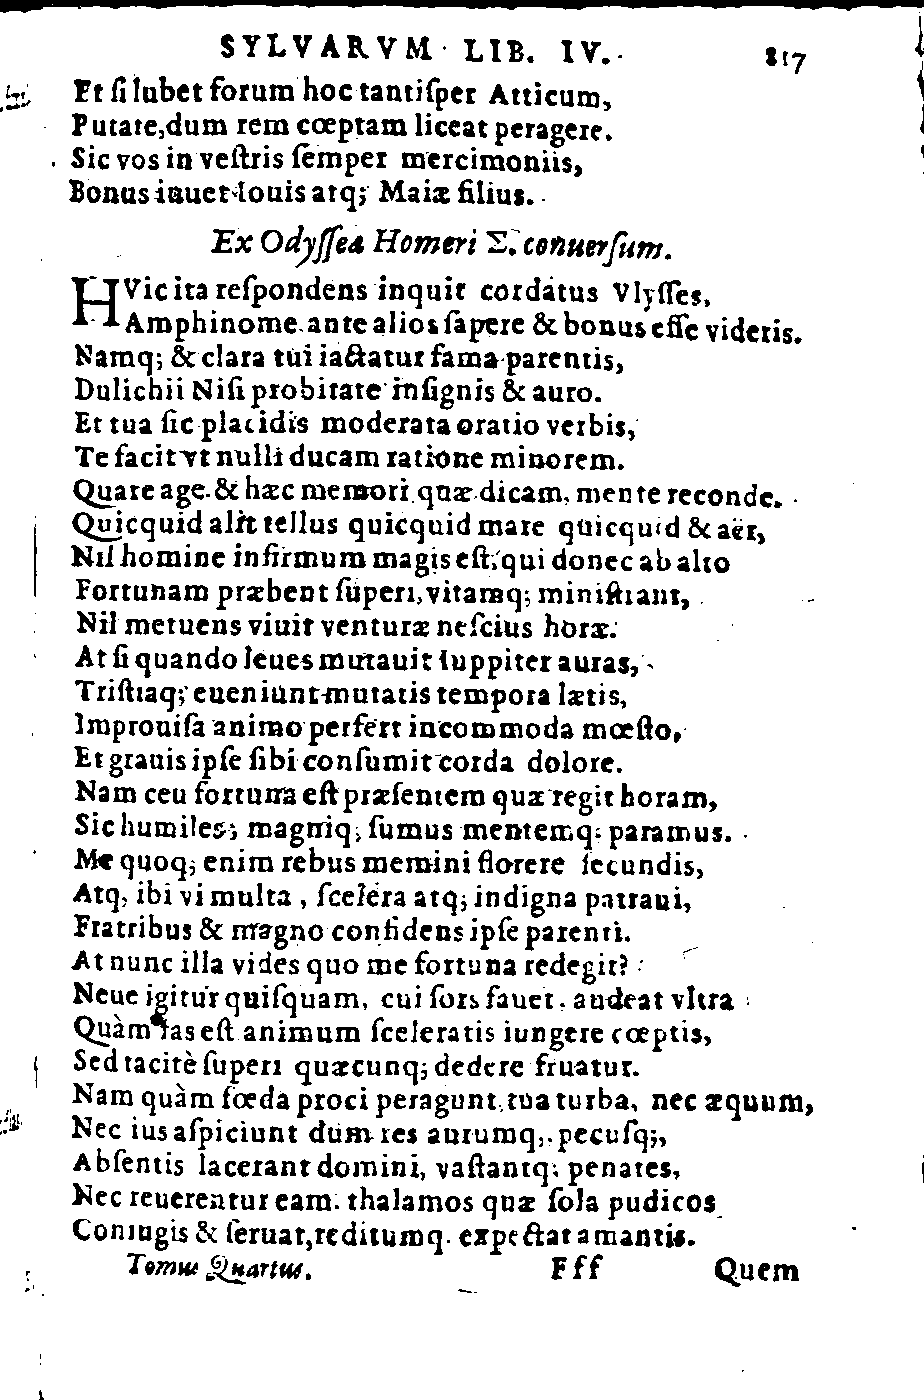 SYLVARVM LIB. IV. 817
Et ſi lubet forum hoc tantiſper Atticum,
Putate, dum rem cœptam liceat peragere.
Sic vos in veſtris ſemper mercimoniis,
Bonus iuuet Iouis atq; Maiæ filius.
Ex Odyſſea Homeri Σ. conuerſum.
HVic ita reſpondens inquit cordatus Vlyſſes,
Amphinome ante alios ſapere & bonus eſſe videris.
Namq; & clara tui iactatur fama parentis,
Dulichii Niſi probitate inſignis & auro.
Et tua ſic placidis moderata oratio verbis,
Te facit vt nulli ducam ratione minorem.
Quare age & hæc memori quæ dicam, mente reconde.
Quicquid alit tellus quicquid mare quicquid & aër,
Nil homine infirmum magis eſt, qui donec ab alto
Fortunam præbent ſuperi, vitamq; miniſtrant,
Nil metuens viuit venturæ neſcius horæ.
At ſi quando leues mutauit Iuppiter auras,
Triſtiaq; eueniunt mutatis tempora lætis,
Improuiſa animo perfert incommoda mœſto,
Et grauis ipſe ſibi conſumit corda dolore.
Nam ceu fortuna eſt præſentem quæ regit horam,
Sic humiles; magniq; ſumus mentemq; paramus.
Me quoq; enim rebus memini florere ſecundis,
Atq, ibi vi multa, ſcelera atq; indigna patraui,
Fratribus & magno confidens ipſe parenti.
At nunc illa vides quo me fortuna redegit?
Neue igitur quiſquam, cui ſors fauet, audeat vltra
Quàm fas eſt animum ſceleratis iungere cœptis,
Sed tacitè ſuperi quæcunq; dedere fruatur.
Nam quàm fœda proci peragunt, tua turba, nec æquum,
Nec ius aſpiciunt dum res aurumq, pecuſq;,
Abſentis lacerant domini, vaſtantq; penates,
Nec reuerentur eam. thalamos quæ ſola pudicos
Coniugis & ſeruat, reditumq. expectat amantis.
Tomus Quartus. Fff Quem